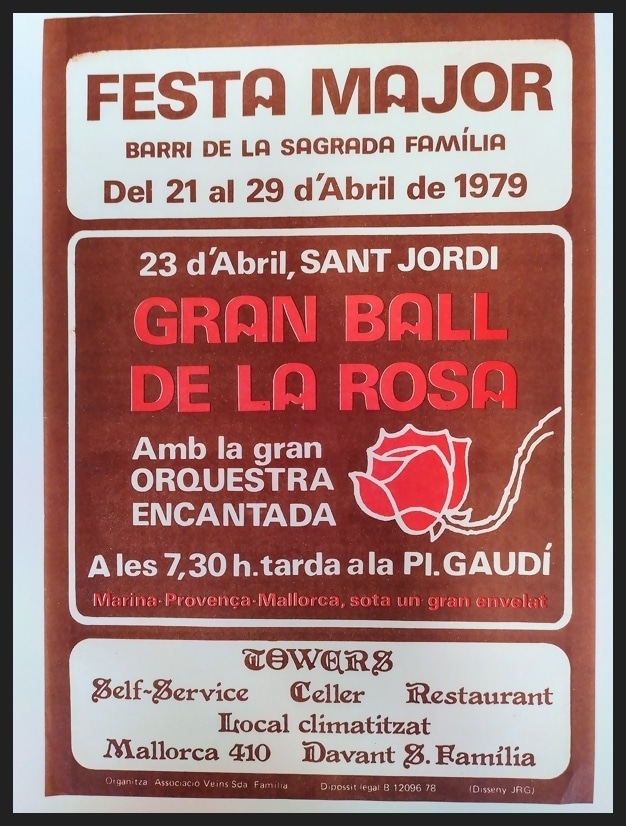 FESTA MAJOR
BARRI DE LA SAGRADA FAMÍLIA
Del 21 al 29 d'Abril de 1979
23 d'Abril, SANT JORDI
GRAN BALL
DE LA ROSA
Amb la gran
ORQUESTRA
ENCANTADA
A les 7,30 h. tarda a la Pl. GAUDÍ
Marina-Provença-Mallorca, sota un gran envelat
TOWERS
Self-Service Celler Restaurant
Local climatitzat
Mallorca 410 Davant S. Família
Organitza: Associacio Veïns Sda Familia Dipossit legal B 12096 78 (Disseny JRG)